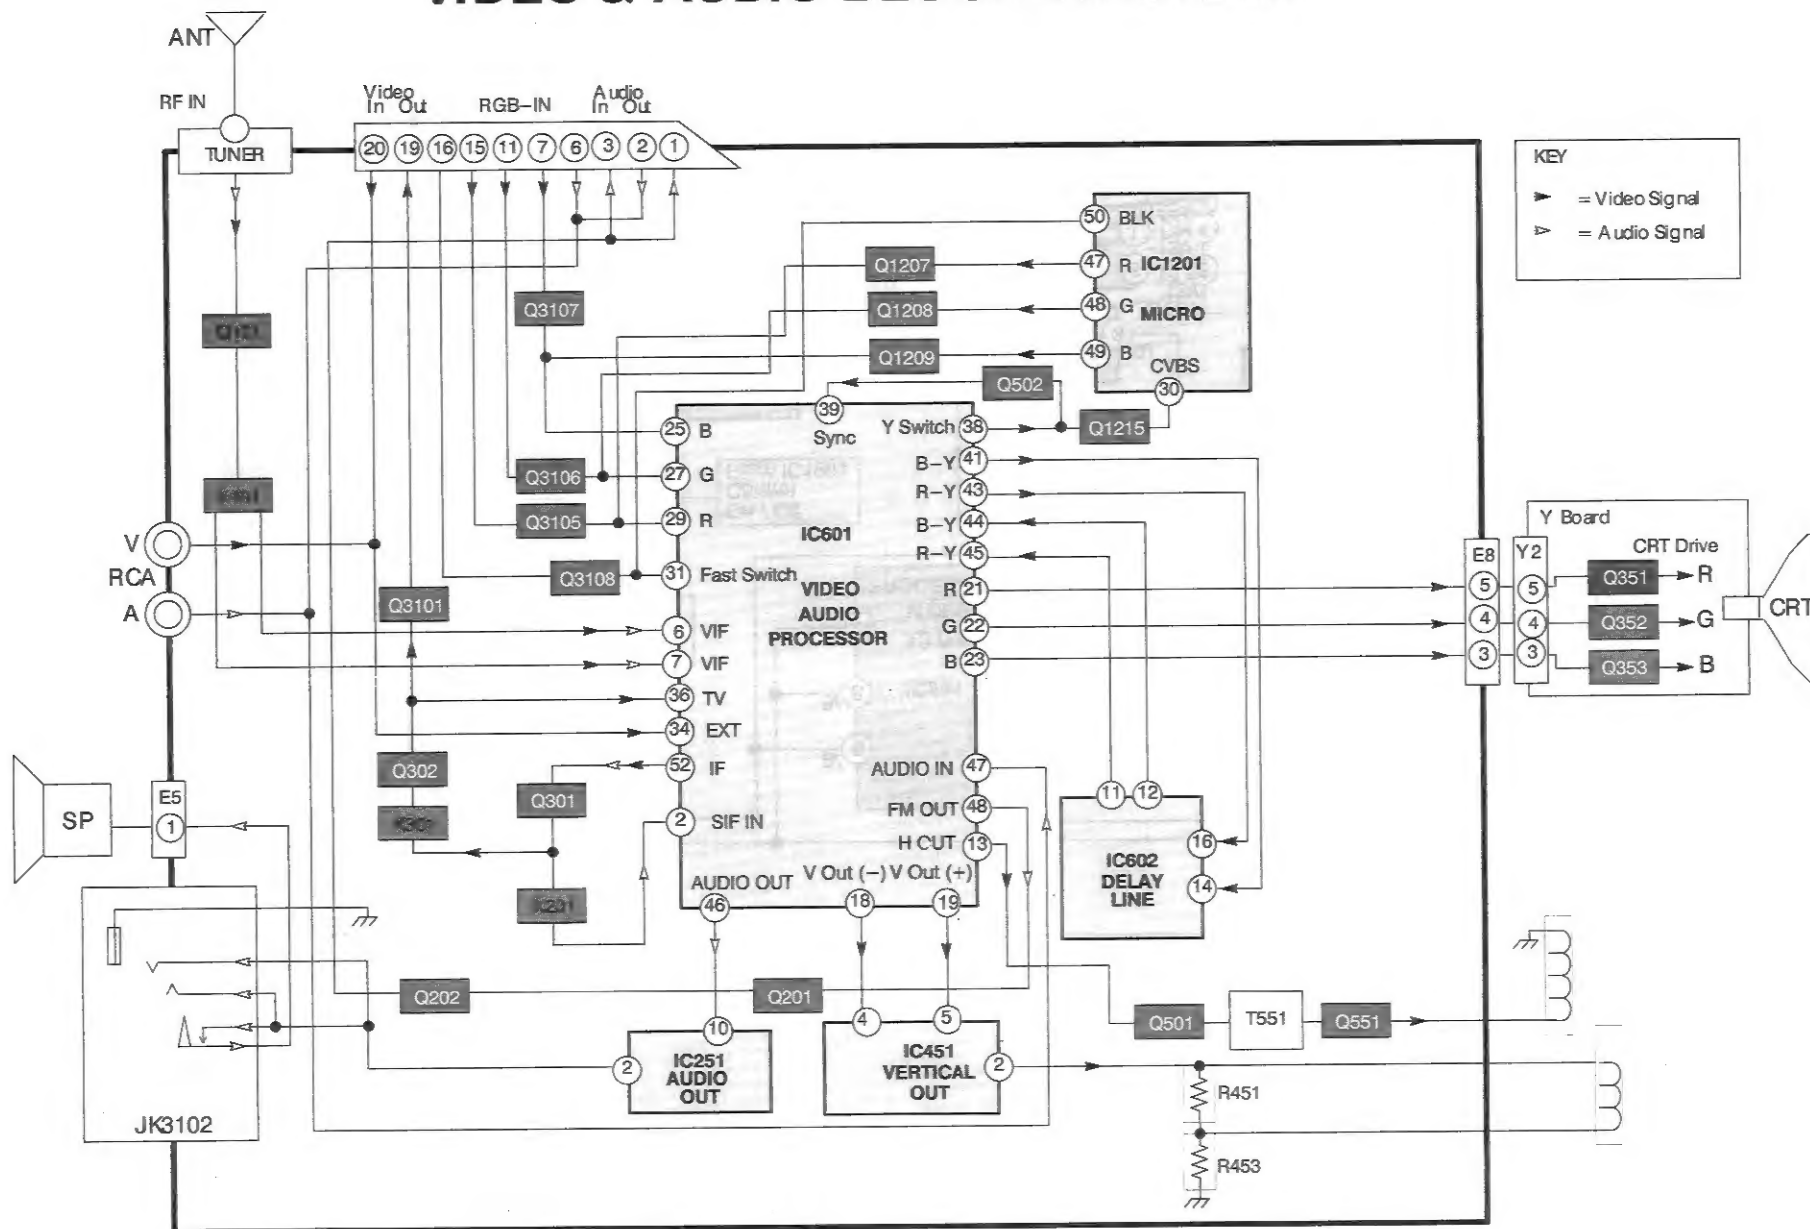 ANT
RF IN
TUNER
Video
In Out
RGB-IN
Audio
In Out
20 19 16 15 11 7 6 3 2 1
KEY
= Video Signal
= Audio Signal
50 BLK
47 R IC1201
48 G MICRO
49 B
CVBS
30
Q1207
Q1208
Q1209
Q3107
Q502
Q1215
39
Sync
Y Switch 38
25 B
27 G
29 R
31 Fast Switch
6 VIF
7 VIF
36 TV
34 EXT
52 IF
2 SIF IN
IC601
VIDEO
AUDIO
PROCESSOR
B-Y 41
R-Y 43
B-Y 44
R-Y 45
R 21
G 22
B 23
AUDIO IN 47
FM OUT 48
H CUT 13
AUDIO OUT
V Out (-) V Out (+)
46 18 19
Q3106
Q3105
Q3108
Q3101
Q302
Q301
V
RCA
A
SP
E5
1
JK3102
Q202
Q201
10
2
IC251
AUDIO
OUT
4 5
IC451
VERTICAL
OUT
2
11 12
16
14
IC602
DELAY
LINE
Q501
T551
Q551
R451
R453
E8
5
4
3
Y Board
Y2
5
4
3
CRT Drive
Q351 R
Q352 G
Q353 B
CRT